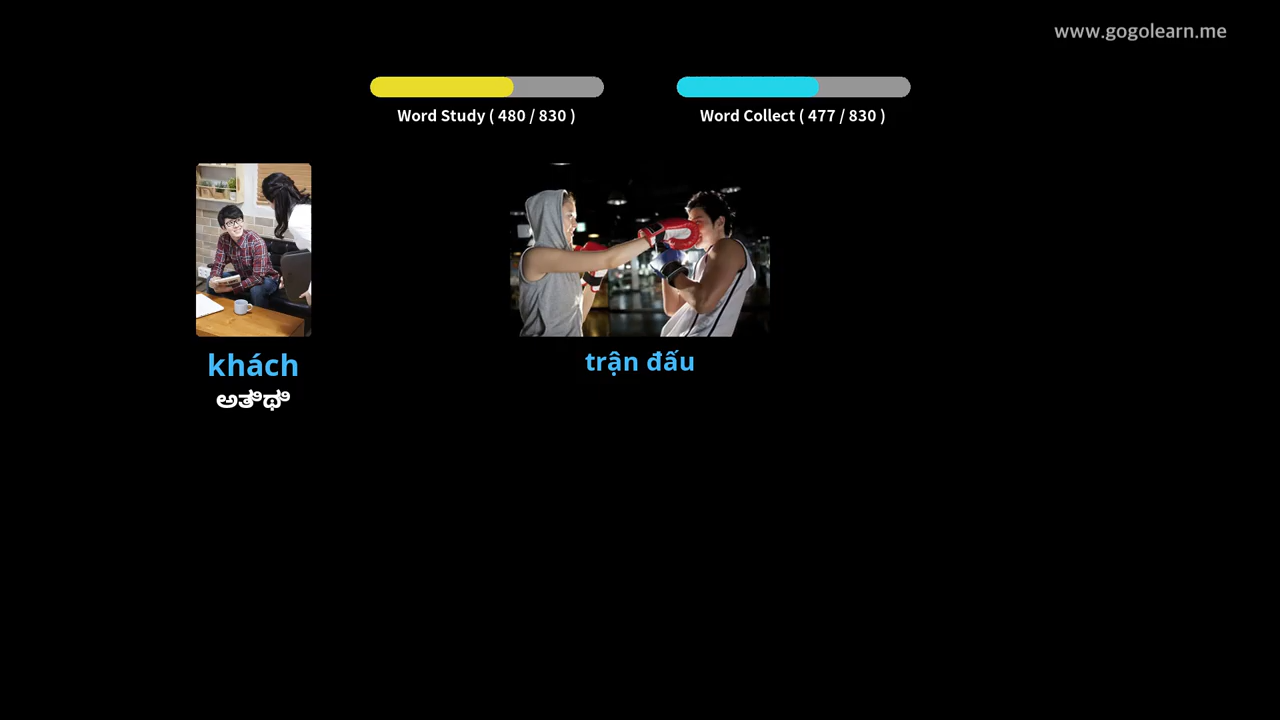 www.gogolearn.me
Word Study ( 480 / 830 )
Word Collect ( 477 / 830 )
khách
ಅತಿಥಿ
trận đấu